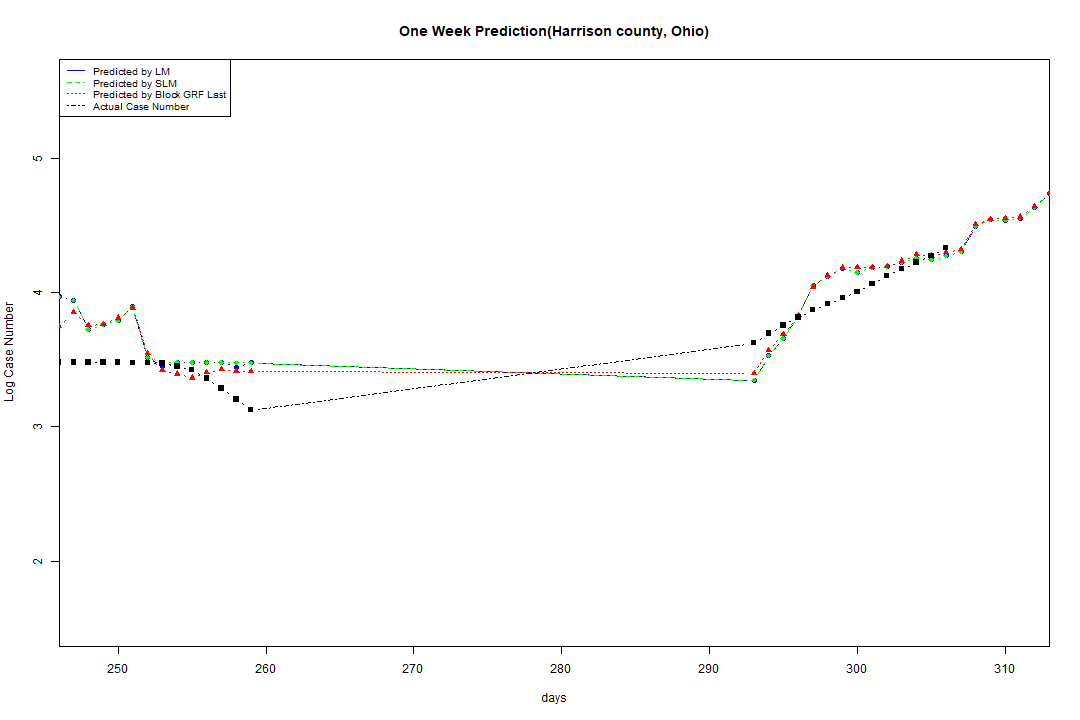 One Week Prediction(Harrison county, Ohio)
Predicted by LM
Predicted by SLM
Predicted by Block GRF Last
Actual Case Number
Log Case Number
5
4
3
2
250 260 270 280 290 300 310
days